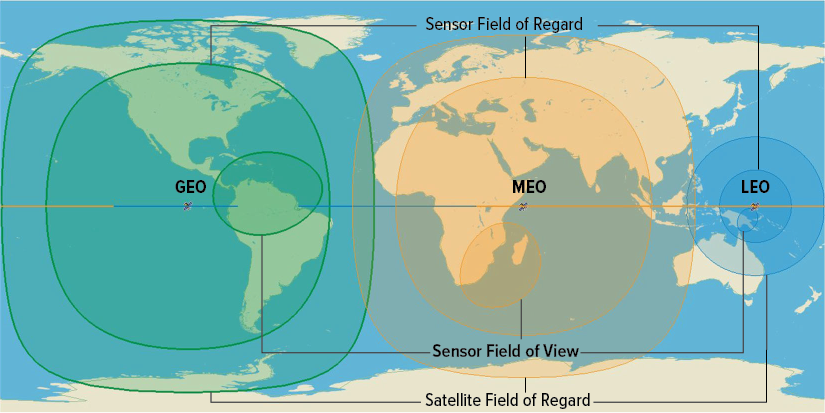 Sensor Field of Regard
GEO
MEO
LEO
Sensor Field of View
Satellite Field of Regard